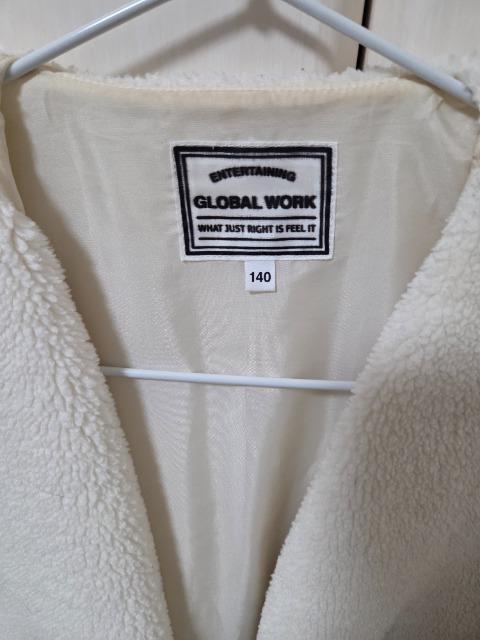 ENTERTAINING
GLOBAL WORK
WHAT JUST RIGHT IS FEEL IT
140